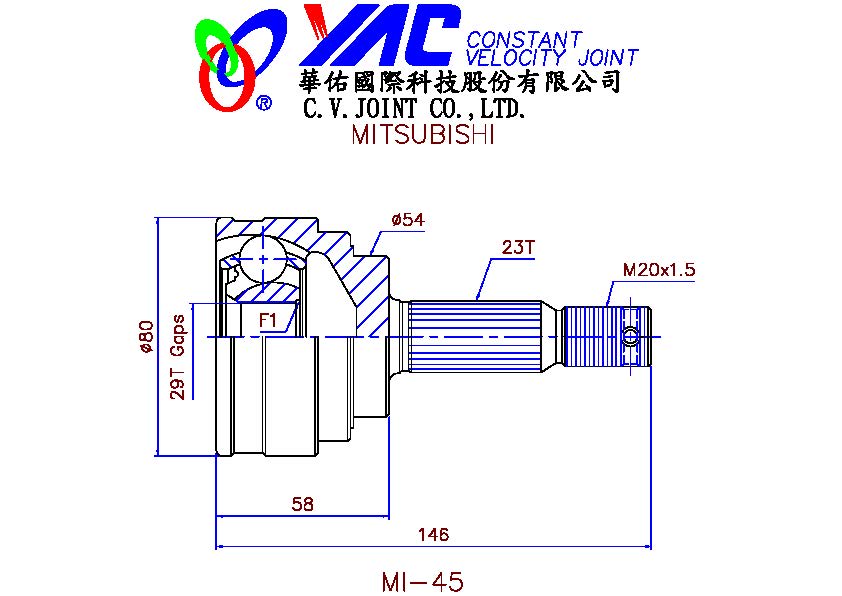 YAC CONSTANT
VELOCITY JOINT
®
華佑國際科技股份有限公司
C.V.JOINT CO.,LTD.
MITSUBISHI
ø54
23T
M20x1.5
F1
ø80
29T Gaps
58
146
MI-45